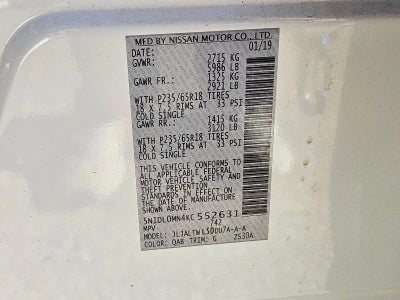 MFD BY NISSAN MOTOR CO., LTD.
DATE: 01/19
GVWR: 2715 KG
5986 LB
GAWR FR.: 1325 KG
2921 LB
WITH P235/65R18 TIRES
18 X 7.5 RIMS AT 33 PSI
COLD SINGLE
GAWR RR.: 1415 KG
3120 LB
WITH P235/65R18 TIRES
18 X 7.5 RIMS AT 33 PSI
COLD SINGLE
THIS VEHICLE CONFORMS TO ALL
APPLICABLE FEDERAL
MOTOR VEHICLE SAFETY AND THEFT
STANDARDS IN EFFECT ON THE
DATE OF MANUFACTURE
SHOWN ABOVE.
5N1DL0MN4KC 552631
MPV 742
MODEL:
COLOR: QAB TRIM: G